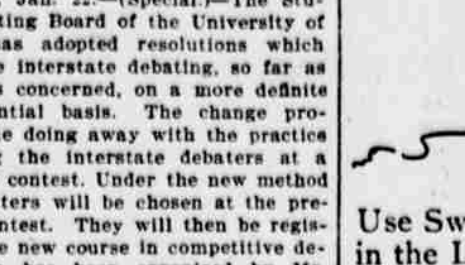 Jan. 22.—(Special.)—The Stu-
ting Board of the University of
as adopted resolutions which
e interstate debating, so far as
s concerned, on a more definite
ntial basis. The change pro-
e doing away with the practice
g the interstate debaters at a
contest. Under the new method
ters will be chosen at the pre-
ntest. They will then be regis-
e new course in competitive de-
has been
Use Sw
in the I